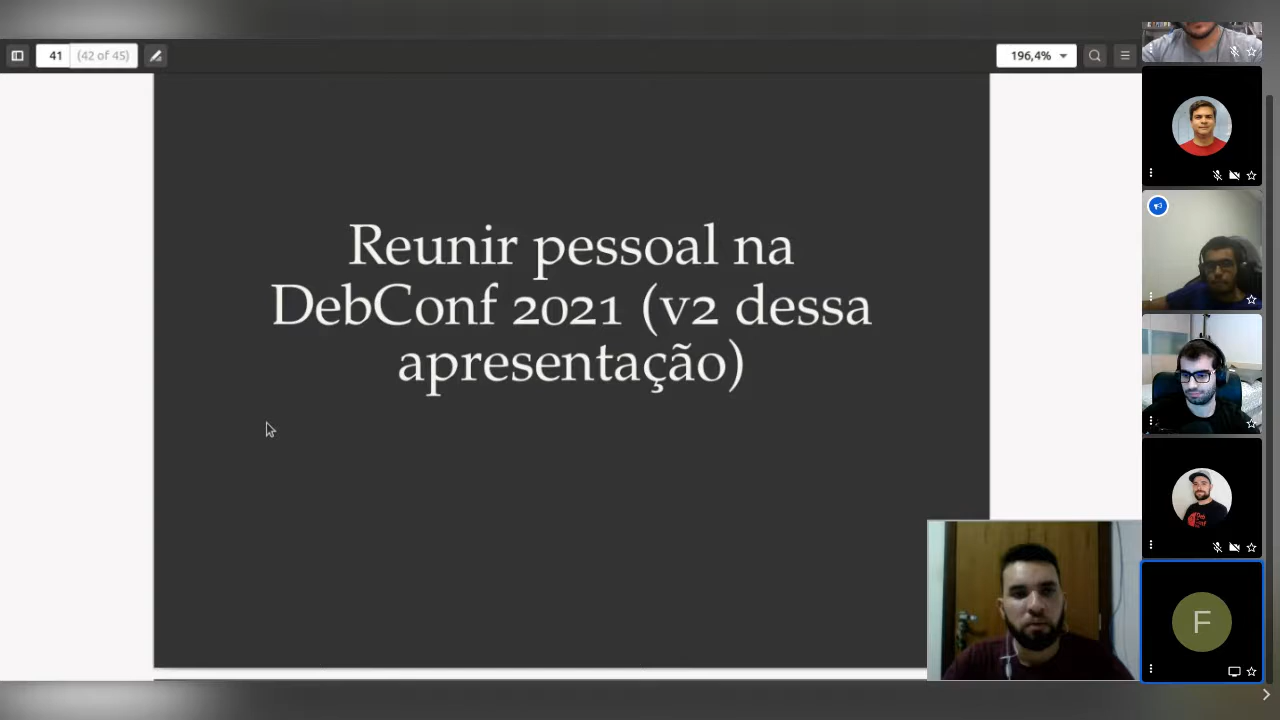 41 (42 of 45)
196,4%
Reunir pessoal na
DebConf 2021 (v2 dessa
apresentação)
F